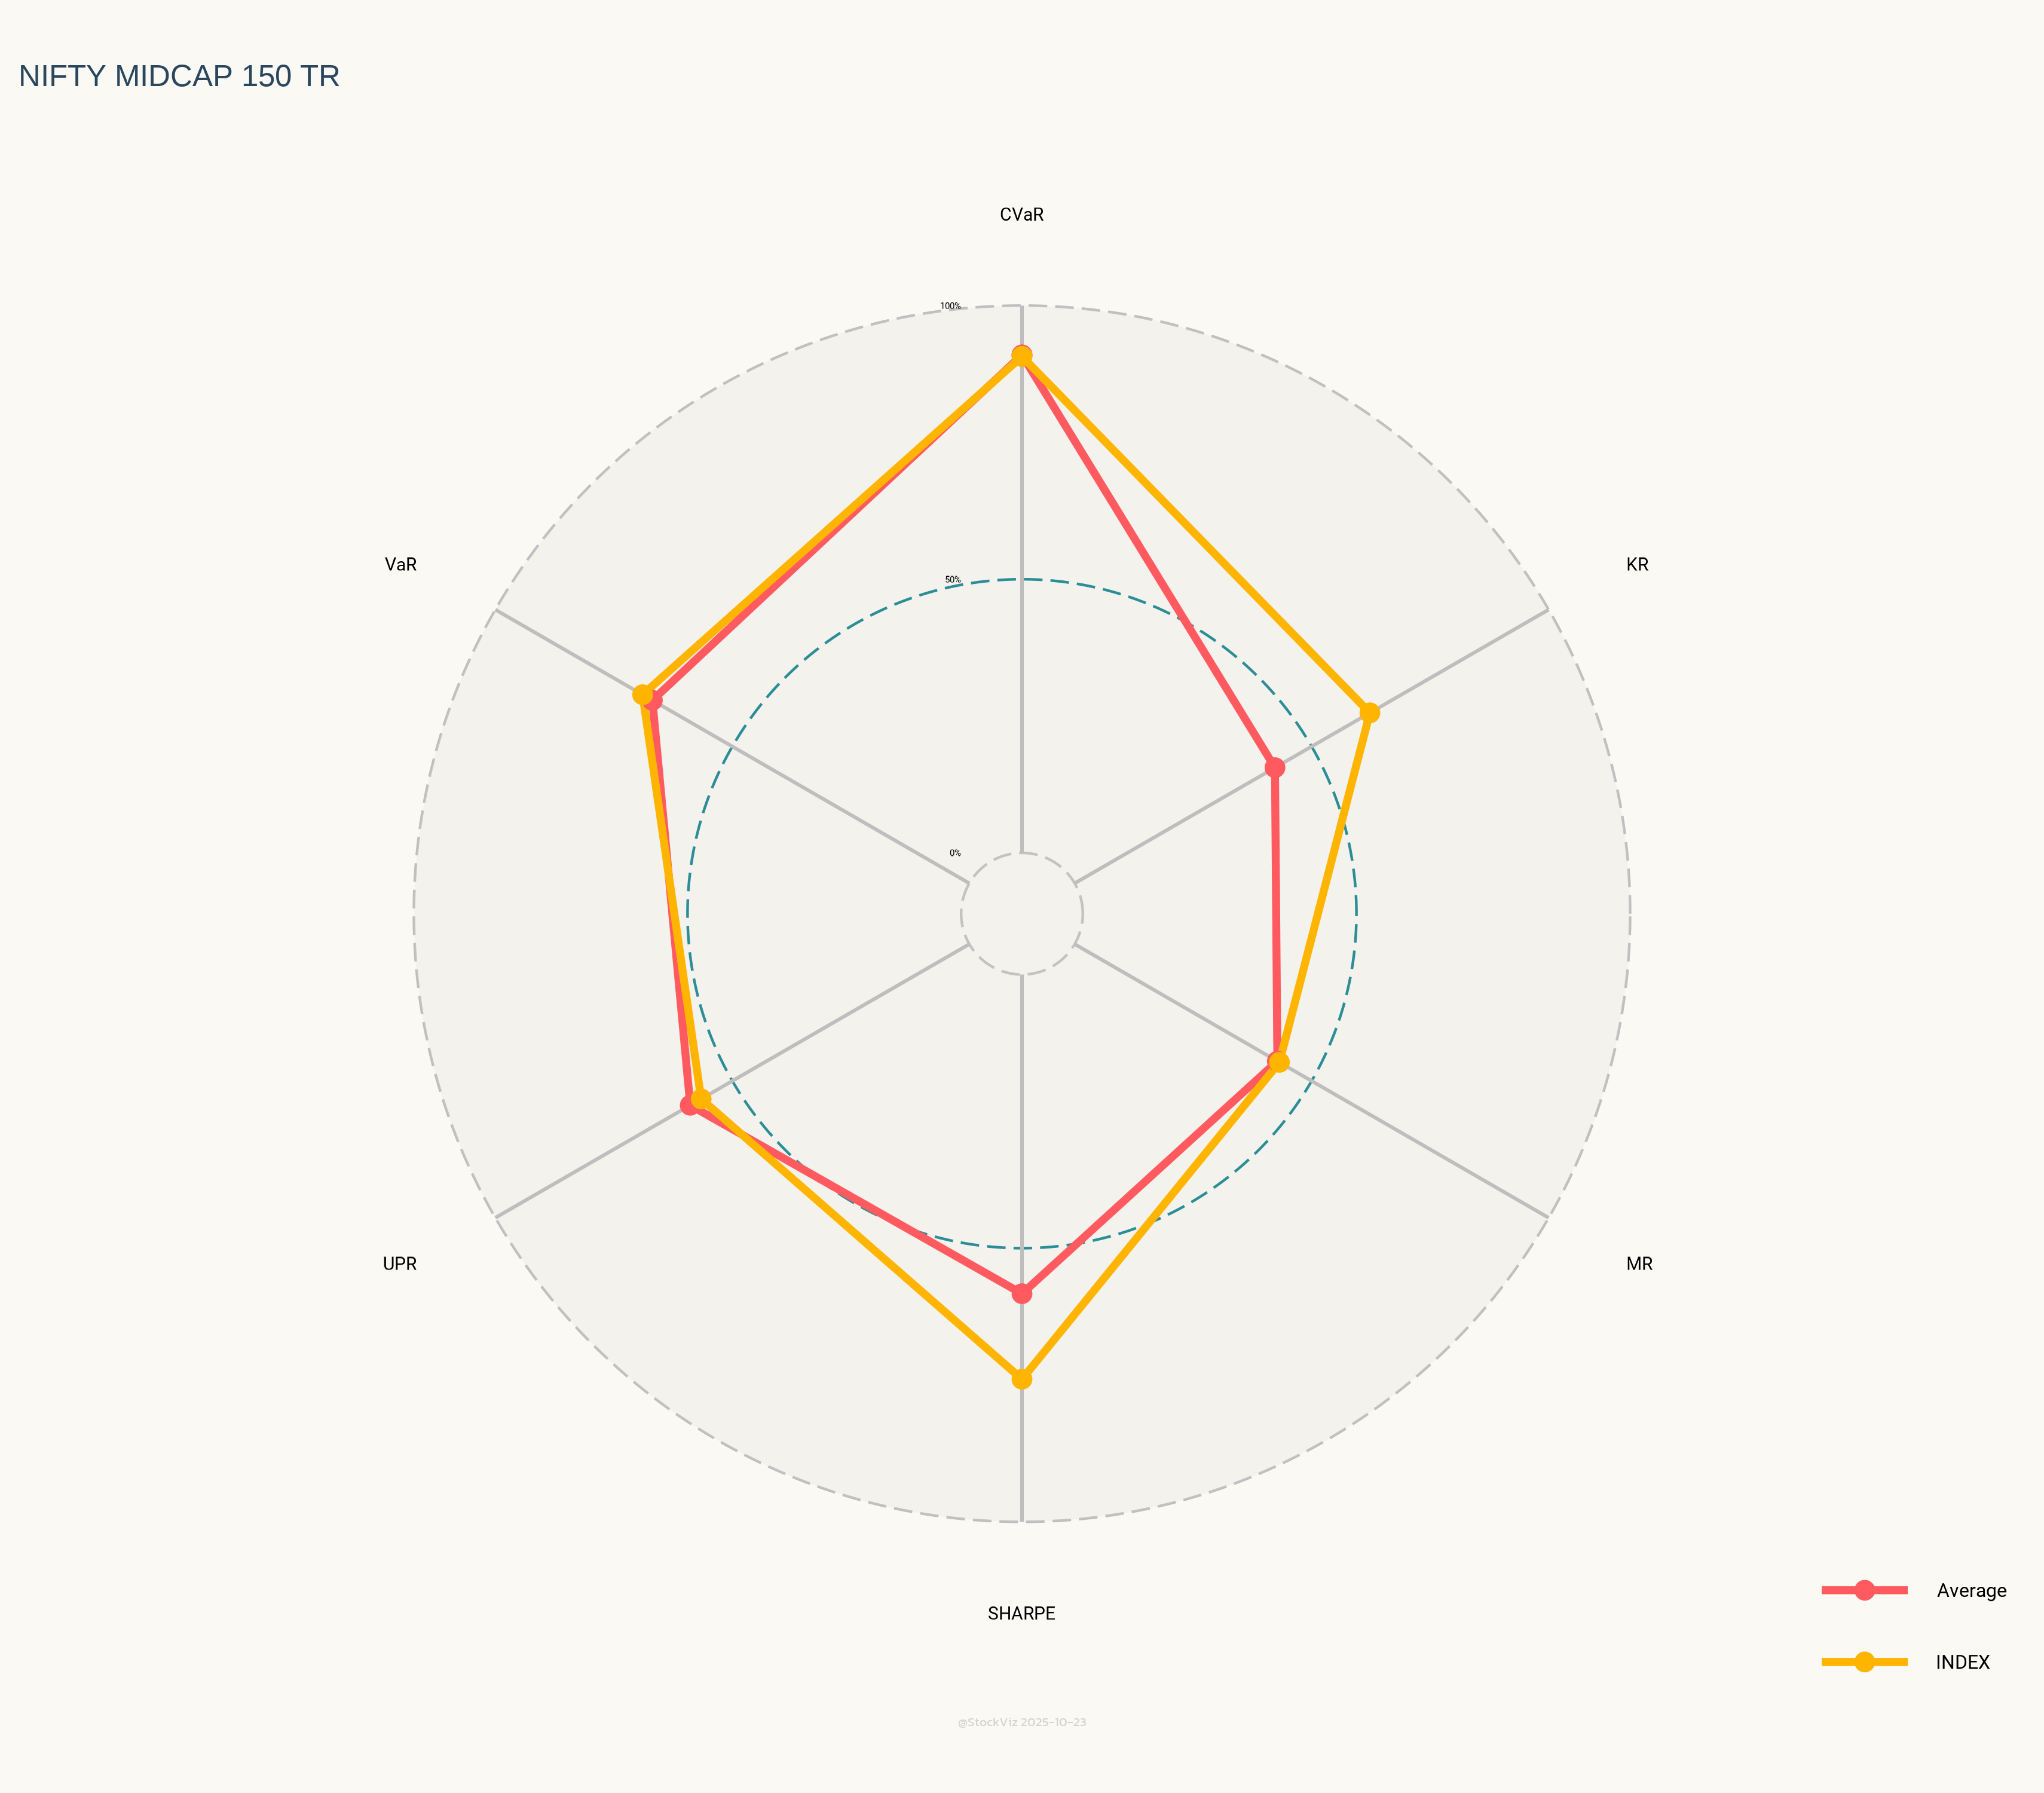 NIFTY MIDCAP 150 TR
CVaR
100%
VaR
KR
50%
0%
UPR
MR
SHARPE
Average
INDEX
@StockViz 2025-10-23